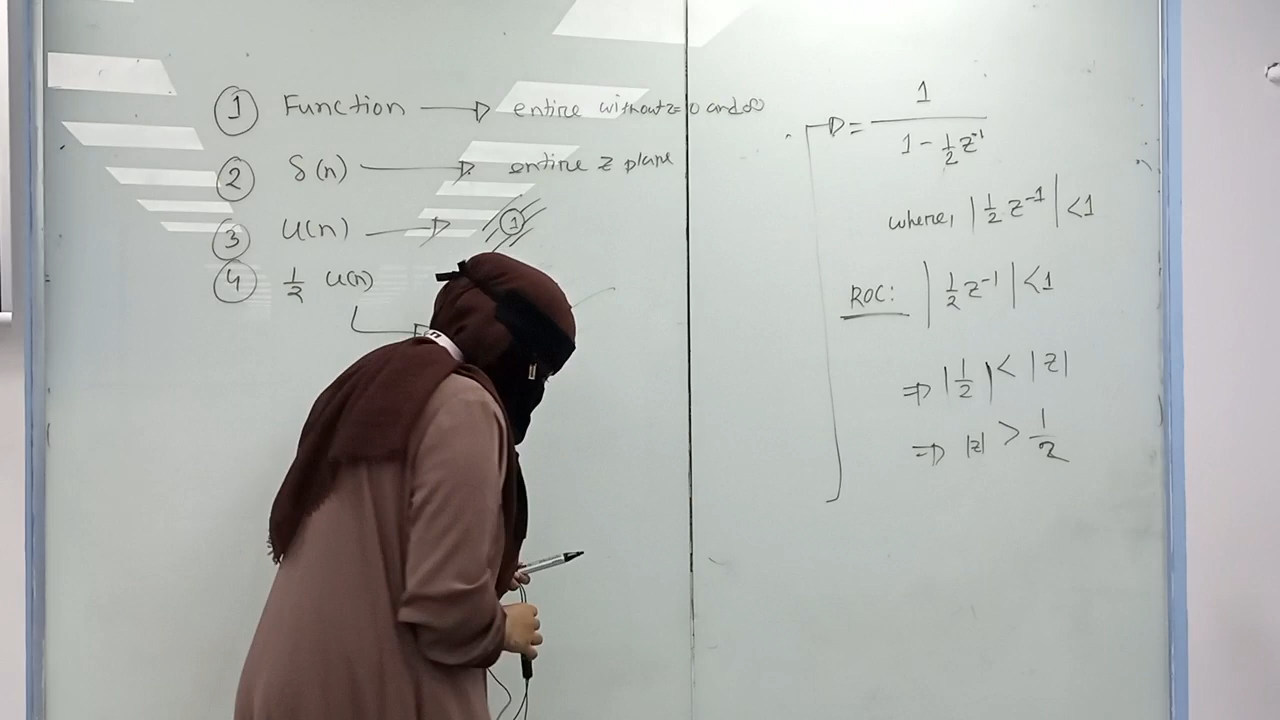 ① Function → entire without z=0 and ∞
② δ(n) → entire z plane
③ U(n) → ①
④ 1/2 U(n)
→ = 1 / (1 - 1/2 z⁻¹)
where, |1/2 z⁻¹| < 1
ROC: |1/2 z⁻¹| < 1
⇒ |1/2| < |z|
⇒ |z| > 1/2